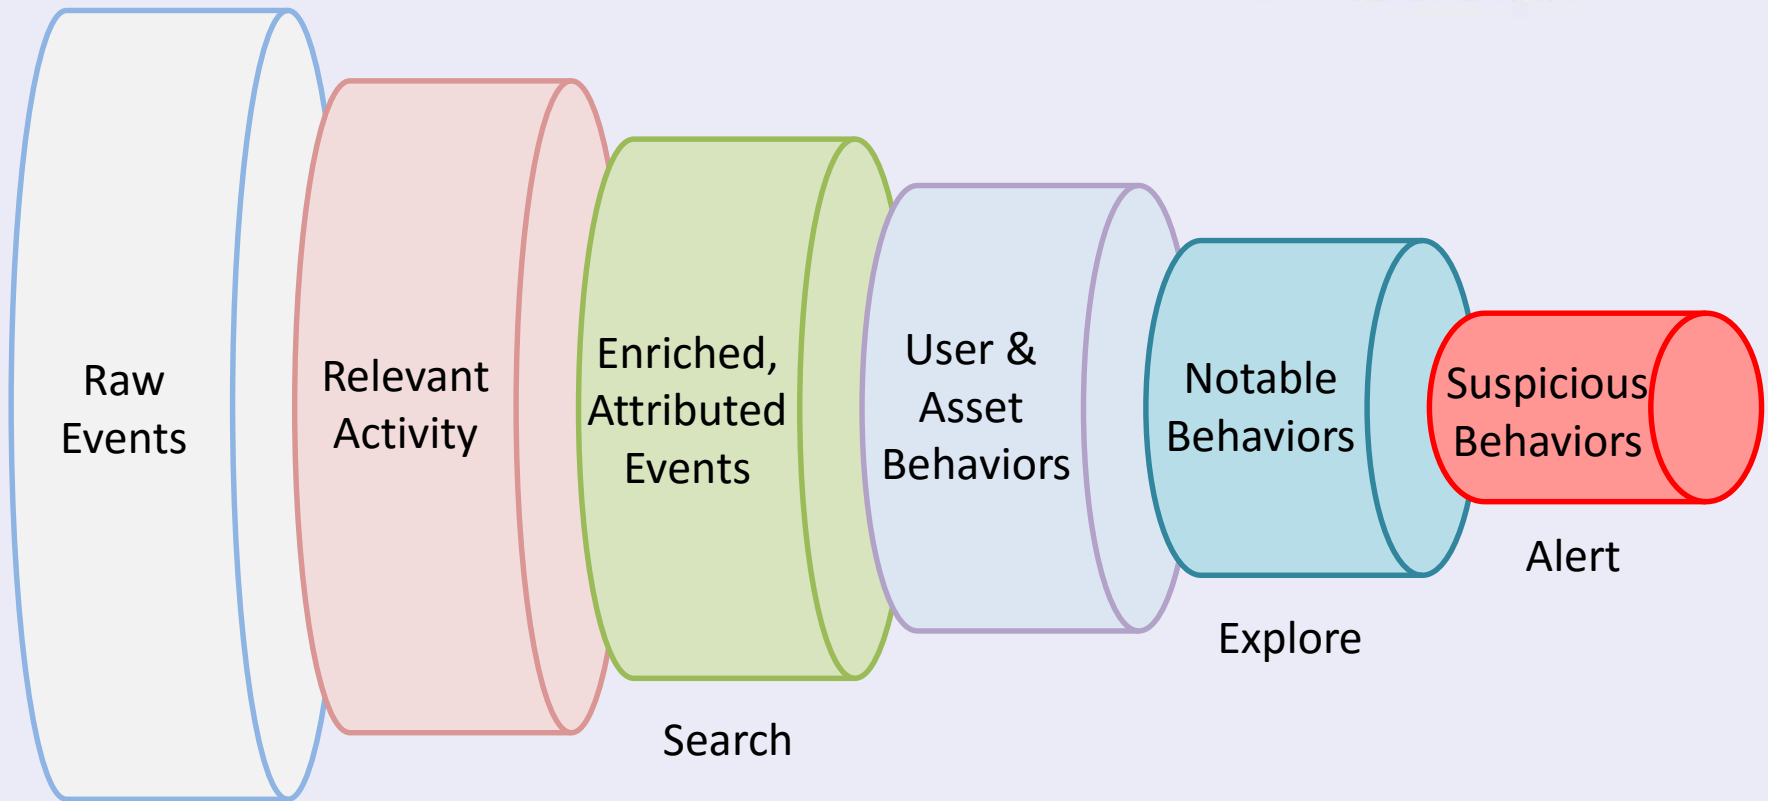 Raw
Events
Relevant
Activity
Enriched,
Attributed
Events
User &
Asset
Behaviors
Notable
Behaviors
Suspicious
Behaviors
Search
Explore
Alert